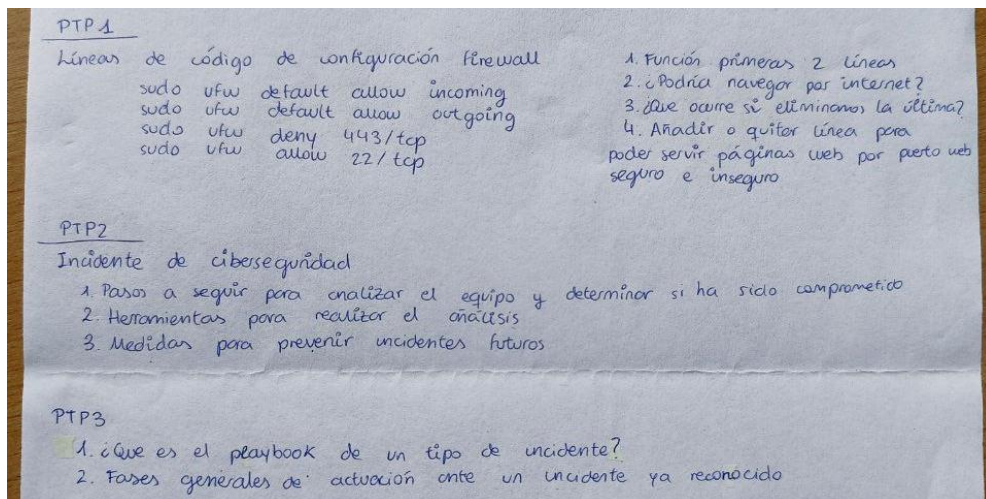 PTP 1
Líneas de código de configuración firewall
sudo ufw default allow incoming
sudo ufw default allow outgoing
sudo ufw deny 443/tcp
sudo ufw allow 22/tcp
1. Función primeras 2 líneas
2. ¿Podría navegar por internet?
3. ¿Que ocurre si eliminamos la última?
4. Añadir o quitar línea para
poder servir páginas web por puerto web
seguro e inseguro
PTP2
Incidente de ciberseguridad
1. Pasos a seguir para analizar el equipo y determinar si ha sido comprometido
2. Herramientas para realizar el análisis
3. Medidas para prevenir incidentes futuros
PTP3
1. ¿Que es el playbook de un tipo de incidente?
2. Fases generales de actuación ante un incidente ya reconocido